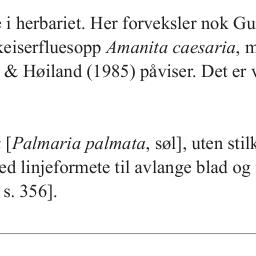 i herbariet. Her forveksler nok Gu
keiserfluesopp Amanita caesaria, m
& Høiland (1985) påviser. Det er v
[Palmaria palmata, søl], uten stilk
ed linjeformete til avlange blad og
s. 356].